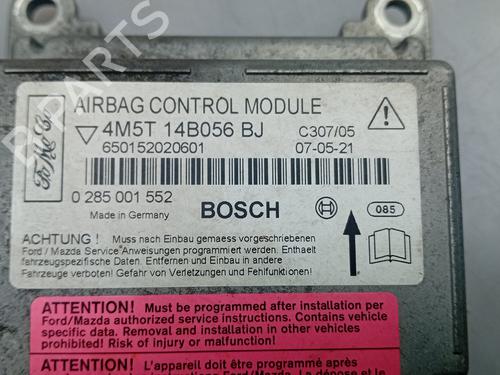 B-PARTS
FoMoCo
AIRBAG CONTROL MODULE
4M5T 14B056 BJ
C307/05
650152020601
07-05-21
0 285 001 552
Made in Germany
BOSCH
085
ACHTUNG ! Muss nach Einbau gemaess vorgeschriebenen
Ford / Mazda Service Anweisungen programmiert werden. Enthaelt
fahrzeugspezifische Daten. Entfernen und Einbau in andere
Fahrzeuge verboten! Gefahr von Verletzungen und Fehlfunktionen!
ATTENTION! Must be programmed after installation per
Ford/Mazda authorized service instructions. Contains vehicle
specific data. Removal and installation in other vehicles
prohibited! Risk of injury or malfunction!
ATTENTION! L'appareil doit être programmé après